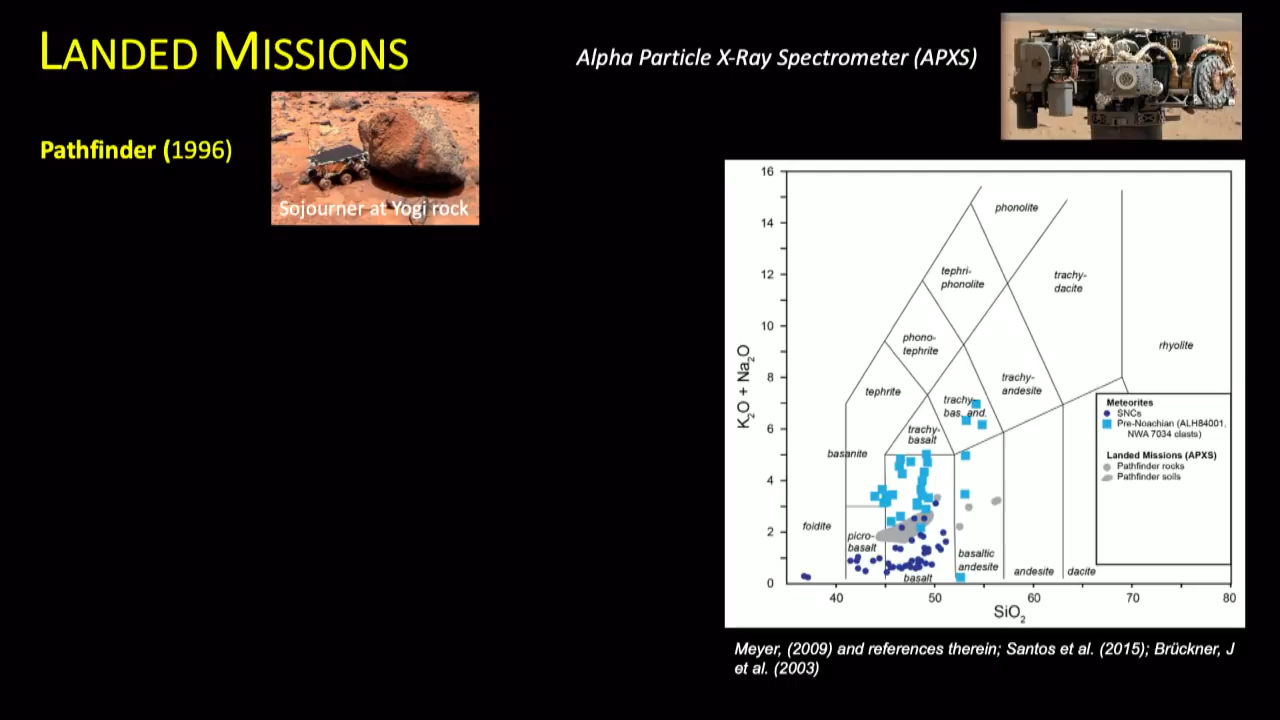 LANDED MISSIONS
Alpha Particle X-Ray Spectrometer (APXS)
Pathfinder (1996)
Sojourner at Yogi rock
16
14
12
10
8
6
4
2
0
K2O + Na2O
phonolite
tephri-
phonolite
trachy-
dacite
phono-
tephrite
rhyolite
tephrite
trachy-
andesite
trachy-
bas. and.
trachy-
basalt
basanite
foidite
picro-
basalt
basalt
basaltic
andesite
andesite
dacite
Meteorites
SNCs
Pre-Noachian (ALH84001,
NWA 7034 clasts)
Landed Missions (APXS)
Pathfinder rocks
Pathfinder soils
40 50 60 70 80
SiO2
Meyer, (2009) and references therein; Santos et al. (2015); Brückner, J
et al. (2003)